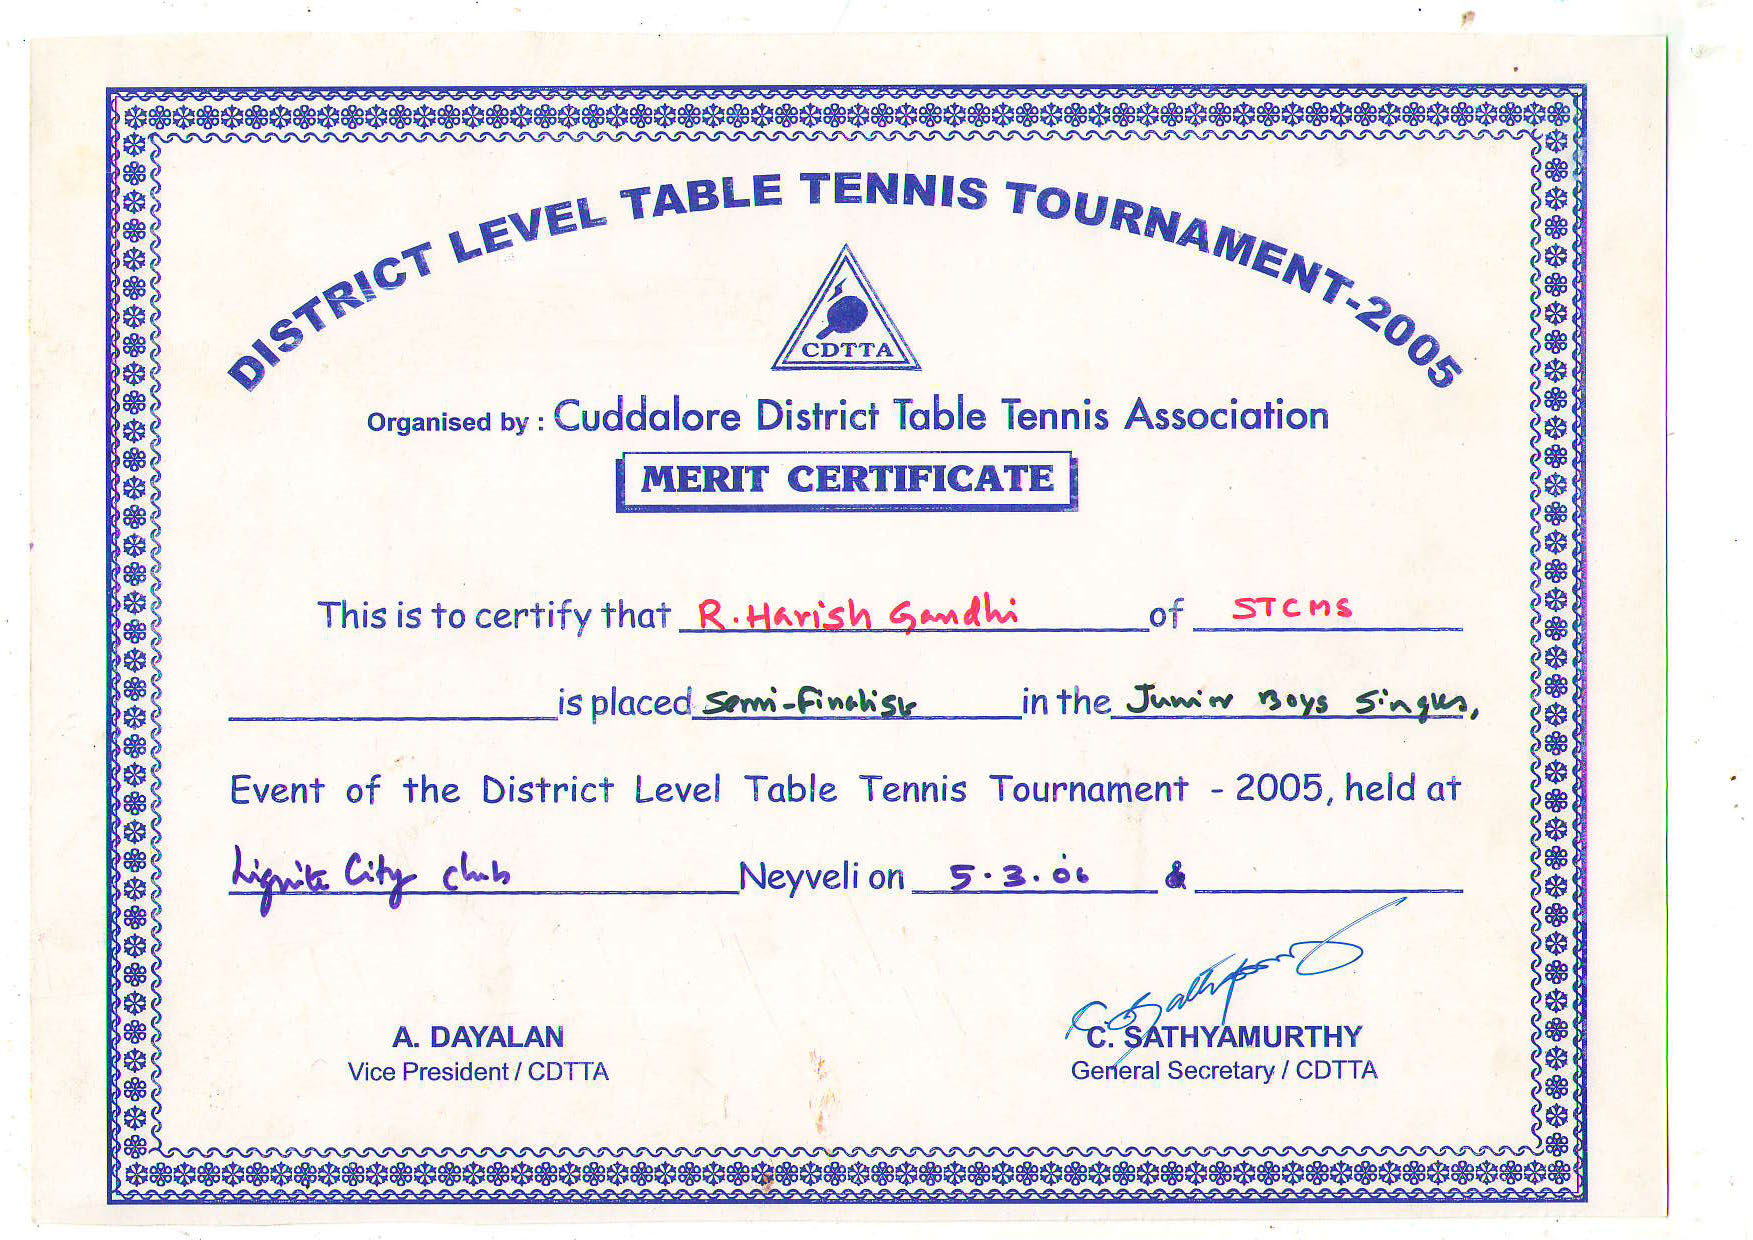 DISTRICT LEVEL TABLE TENNIS TOURNAMENT-2005
CDTTA
Organised by : Cuddalore District Table Tennis Association
MERIT CERTIFICATE
This is to certify that R. Harish Gandhi of STCMS
is placed Semi-Finalist in the Junior Boys Singles,
Event of the District Level Table Tennis Tournament - 2005, held at
Lignite City Club Neyveli on 5.3.06 &
C. Sathyamurthy
A. DAYALAN C. SATHYAMURTHY
Vice President / CDTTA General Secretary / CDTTA